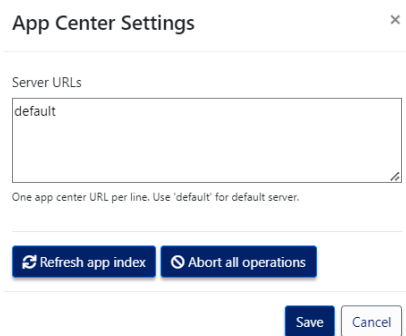 App Center Settings
×
Server URLs
default
One app center URL per line. Use 'default' for default server.
Refresh app index
Abort all operations
Save
Cancel